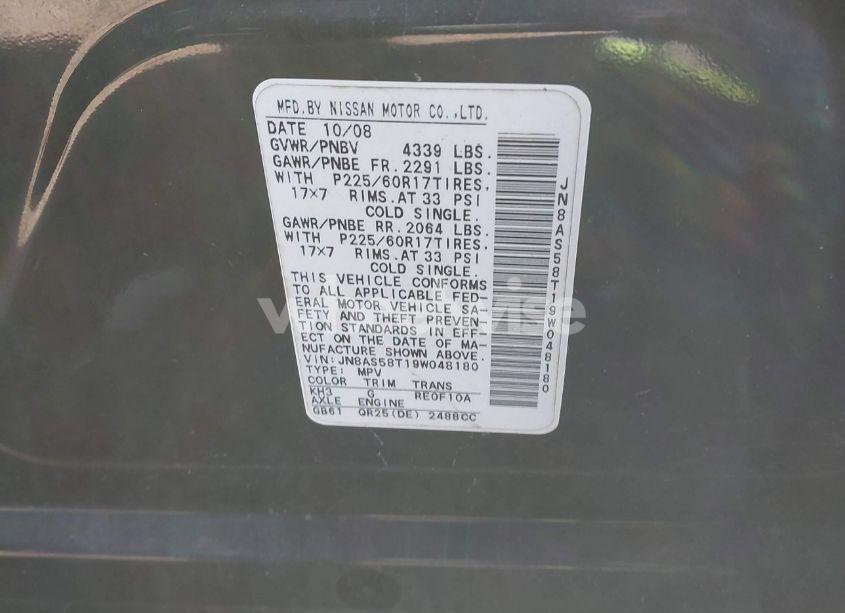 MFD.BY NISSAN MOTOR CO.,LTD.
DATE 10/08
GVWR/PNBV 4339 LBS.
GAWR/PNBE FR.2291 LBS.
WITH P225/60R17TIRES,
17×7 RIMS.AT 33 PSI
COLD SINGLE.
GAWR/PNBE RR.2064 LBS.
WITH P225/60R17TIRES,
17×7 RIMS.AT 33 PSI
COLD SINGLE.
THIS VEHICLE CONFORMS
TO ALL APPLICABLE FED-
ERAL MOTOR VEHICLE SA-
FETY AND THEFT PREVEN-
TION STANDARDS IN EFF-
ECT ON THE DATE OF MA-
NUFACTURE SHOWN ABOVE.
VIN:JN8AS58T19W048180
TYPE: MPV
COLOR TRIM TRANS
KH3 G RE0F10A
AXLE ENGINE
GB61 QR25(DE) 2488CC
JN8AS58T19W048180